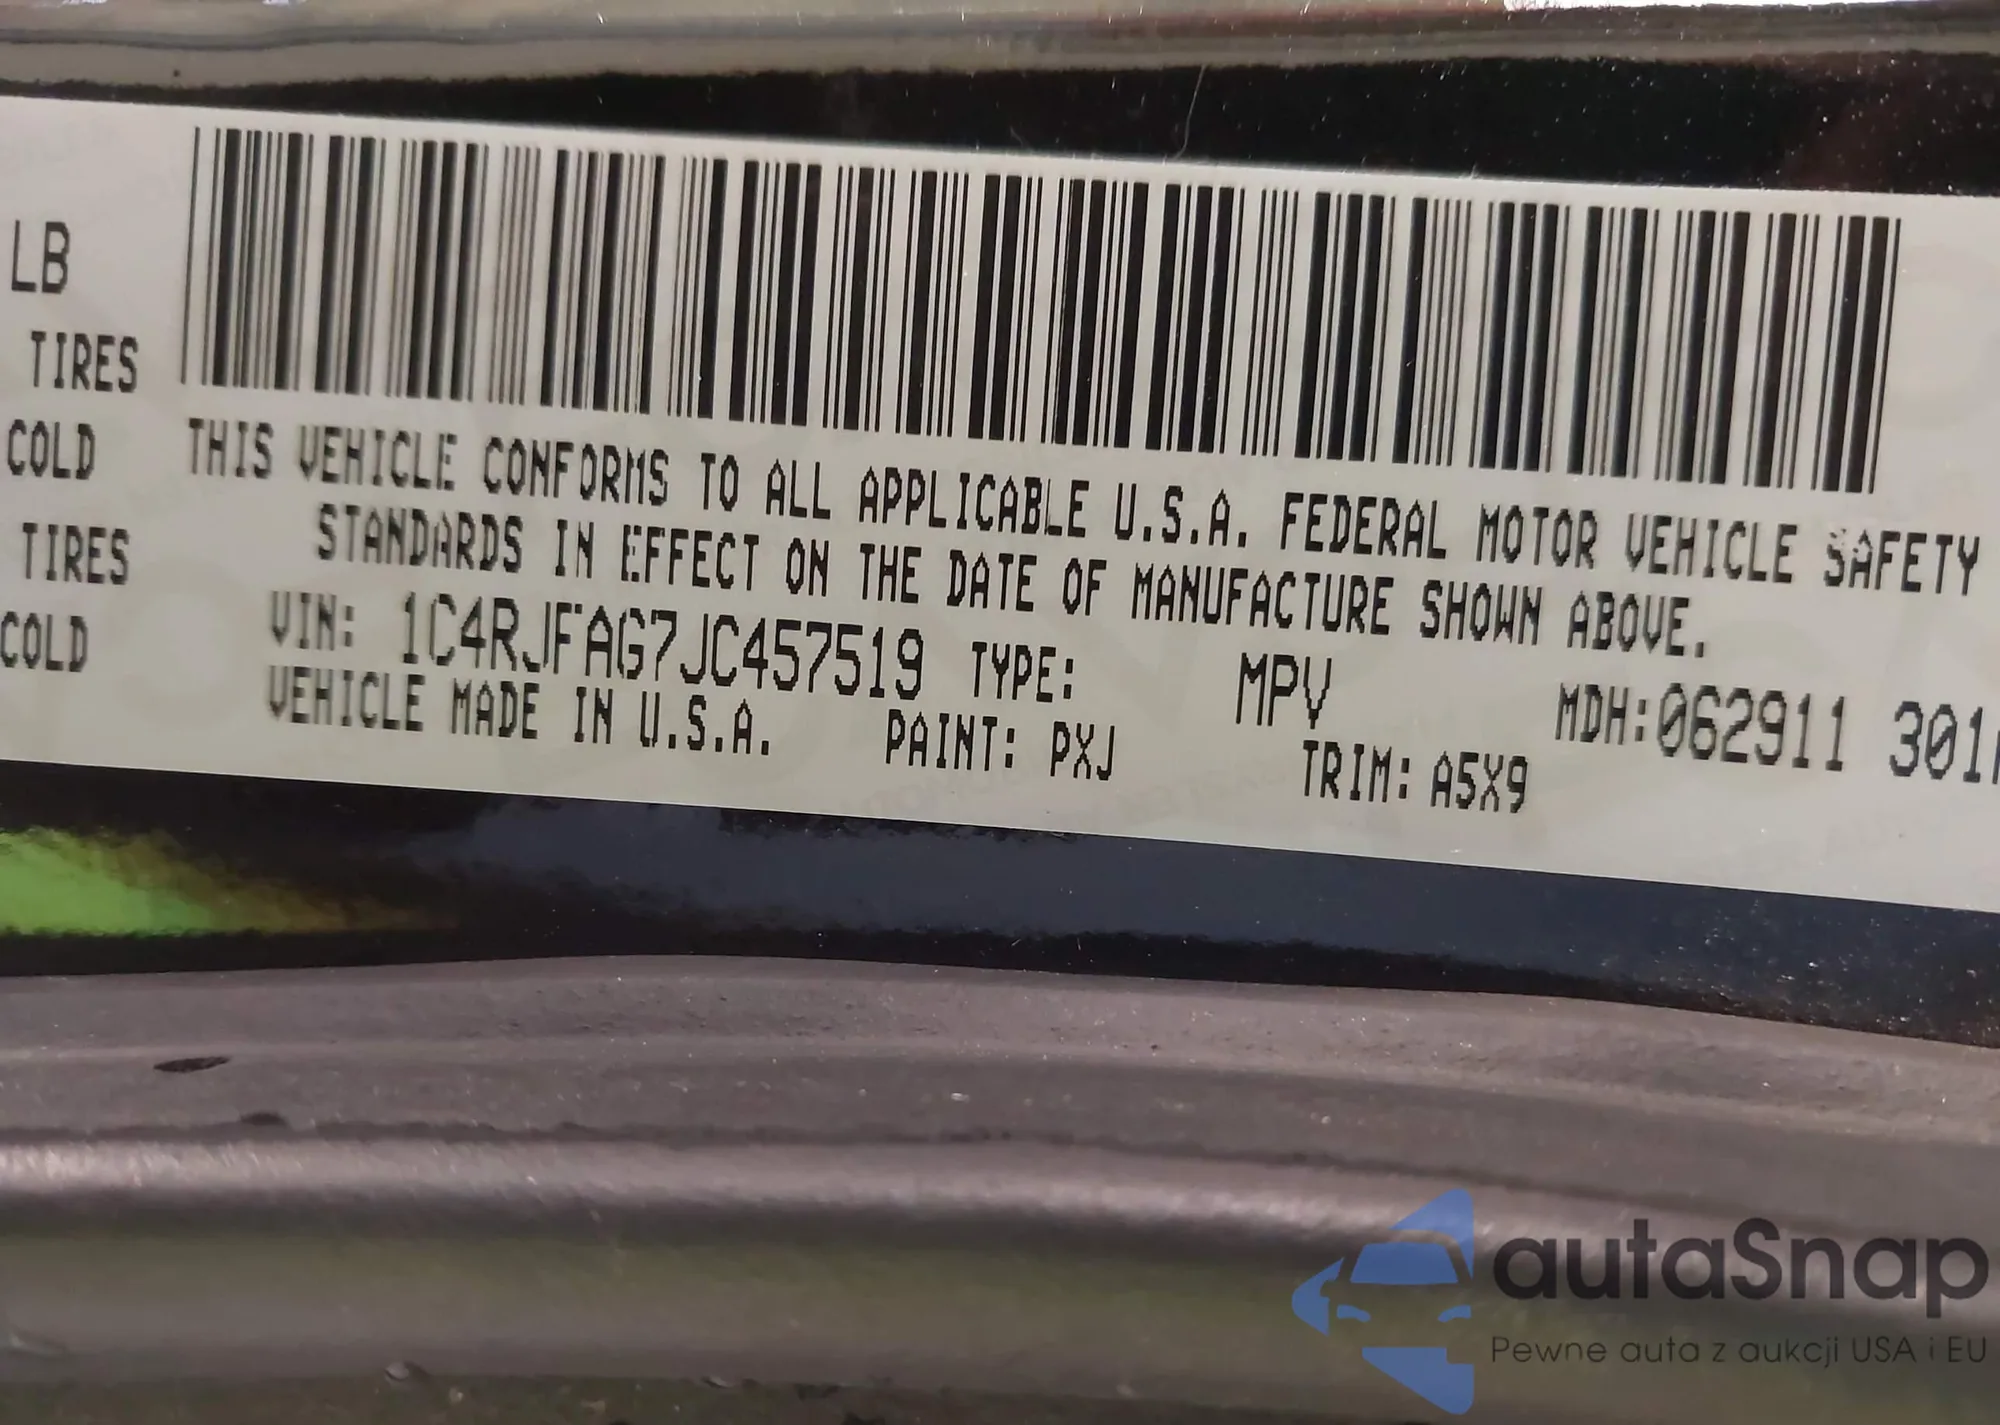 LB
TIRES
COLD
TIRES
COLD
THIS VEHICLE CONFORMS TO ALL APPLICABLE U.S.A. FEDERAL MOTOR VEHICLE SAFETY
STANDARDS IN EFFECT ON THE DATE OF MANUFACTURE SHOWN ABOVE.
VIN: 1C4RJFAG7JC457519 TYPE: MPV MDH:062911 301
VEHICLE MADE IN U.S.A. PAINT: PXJ TRIM: A5X9
autaSnap
Pewne auta z aukcji USA i EU